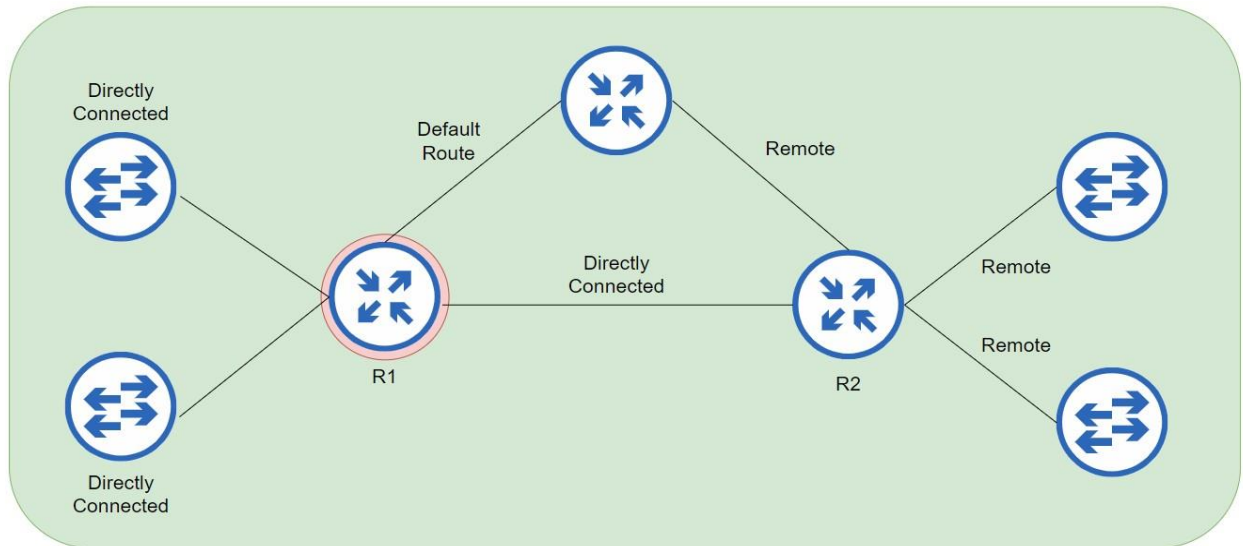 Directly
Connected
Default
Route
Remote
Directly
Connected
Remote
Remote
R1
R2
Directly
Connected